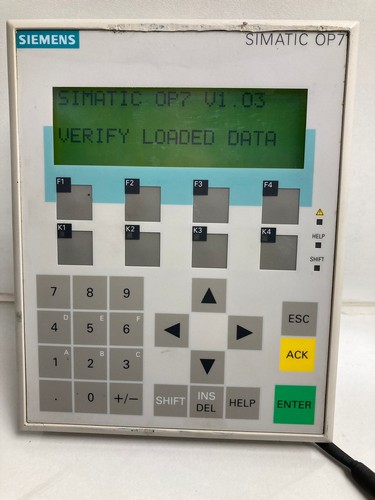 SIEMENS
SIMATIC OP7
SIMATIC OP7 V1.03
VERIFY LOADED DATA
F1 F2 F3 F4
K1 K2 K3 K4
HELP
SHIFT
7 8 9
4 D 5 E 6 F
ESC
1 A 2 B 3 C
ACK
. 0 +/-
SHIFT INS DEL HELP
ENTER